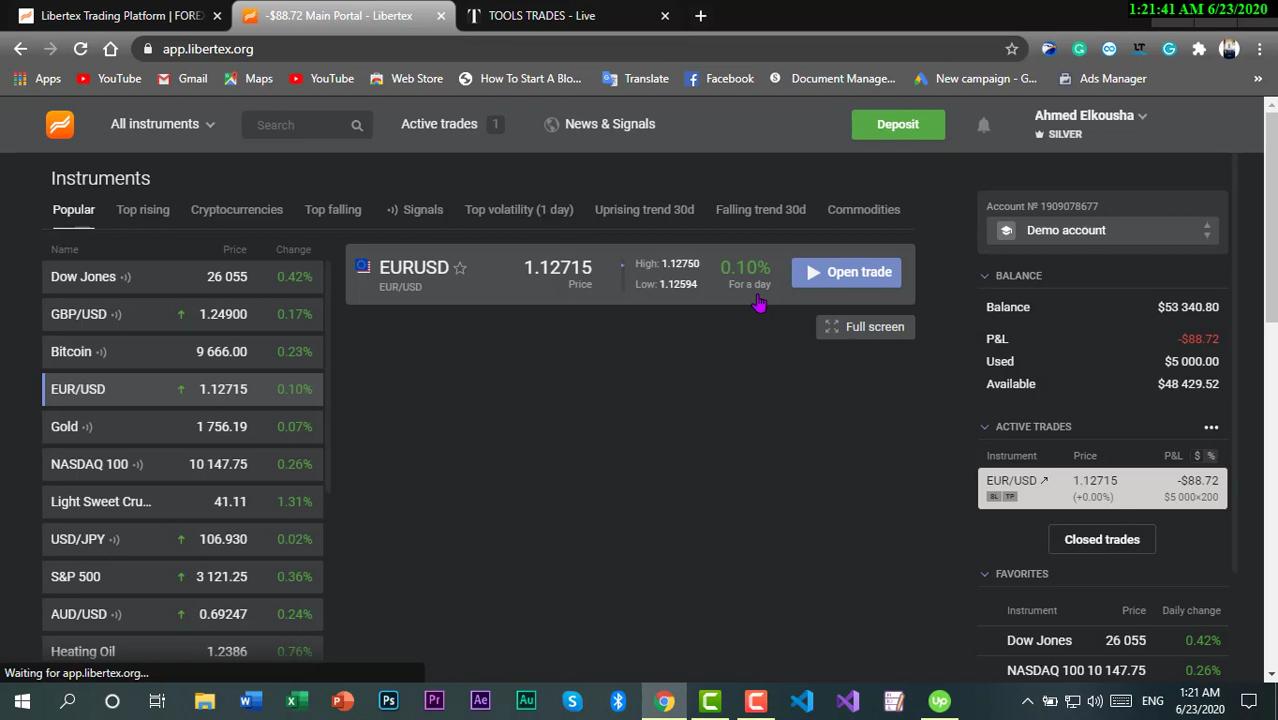 1:21:41 AM 6/23/2020
Libertex Trading Platform | FORE
-$88.72 Main Portal - Libertex
TOOLS TRADES - Live
app.libertex.org
Apps
YouTube
Gmail
Maps
YouTube
Web Store
How To Start A Blo...
Translate
Facebook
Document Manage...
New campaign - G...
Ads Manager
»
All instruments
Search
Active trades 1
News & Signals
Deposit
Ahmed Elkousha
SILVER
Instruments
Popular
Top rising
Cryptocurrencies
Top falling
Signals
Top volatility (1 day)
Uprising trend 30d
Falling trend 30d
Commodities
Name Price Change
Dow Jones 26 055 0.42%
GBP/USD 1.24900 0.17%
Bitcoin 9 666.00 0.23%
EUR/USD 1.12715 0.10%
Gold 1 756.19 0.07%
NASDAQ 100 10 147.75 0.26%
Light Sweet Cru... 41.11 1.31%
USD/JPY 106.930 0.02%
S&P 500 3 121.25 0.36%
AUD/USD 0.69247 0.24%
Heating Oil 1.2386 0.76%
EURUSD
EUR/USD
1.12715
Price
High: 1.12750
Low: 1.12594
0.10%
For a day
Open trade
Full screen
Account № 1909078677
Demo account
BALANCE
Balance $53 340.80
P&L -$88.72
Used $5 000.00
Available $48 429.52
ACTIVE TRADES •••
Instrument Price P&L $ %
EUR/USD ↗ 1.12715 -$88.72
SL TP (+0.00%) $5 000×200
Closed trades
FAVORITES
Instrument Price Daily change
Dow Jones 26 055 0.42%
NASDAQ 100 10 147.75 0.26%
Waiting for app.libertex.org...
Ps
Pr
Ae
Au
Up
ENG
1:21 AM
6/23/2020